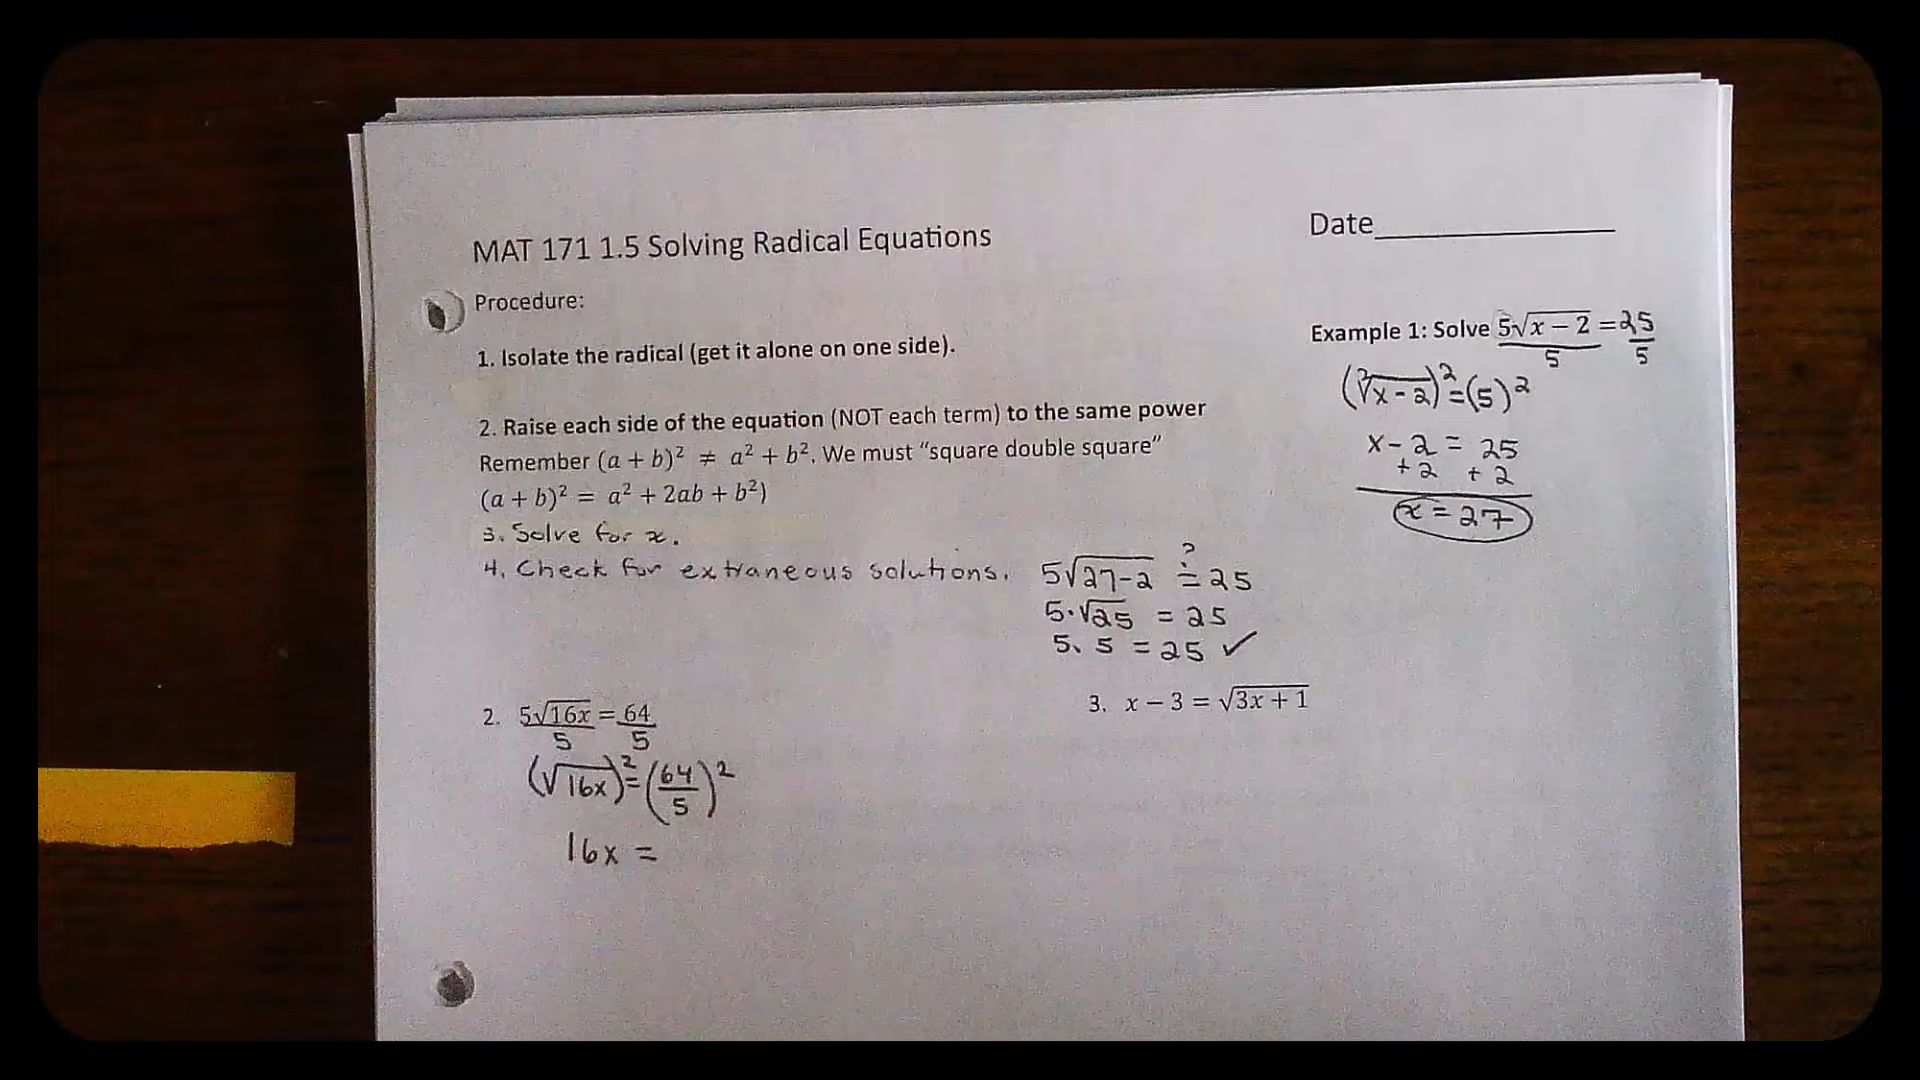 MAT 171 1.5 Solving Radical Equations
Date
Procedure:
1. Isolate the radical (get it alone on one side).
2. Raise each side of the equation (NOT each term) to the same power
Remember (a + b)² ≠ a² + b². We must “square double square”
(a + b)² = a² + 2ab + b²)
3. Solve for x.
4. Check for extraneous solutions.
Example 1: Solve 5√x − 2 = 25
5 5
(²√x - 2)² = (5)²
x - 2 = 25
+ 2 + 2
x = 27
5√27-2 ≟ 25
5·√25 = 25
5. 5 = 25 ✓
2. 5√16x = 64
5 5
(√16x)² = (64/5)²
16x =
3. x − 3 = √3x + 1